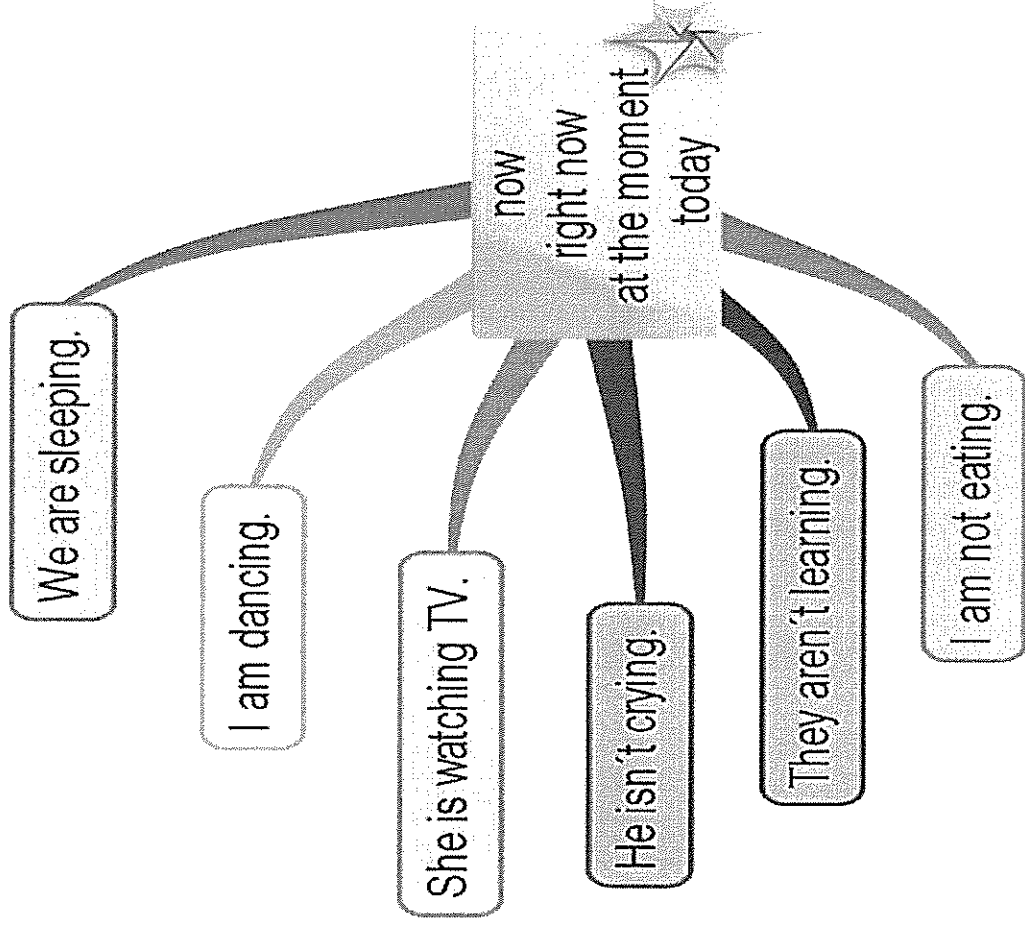 We are sleeping.
I am dancing.
She is watching TV.
He isn´t crying.
They aren´t learning.
I am not eating.
now
right now
at the moment
today